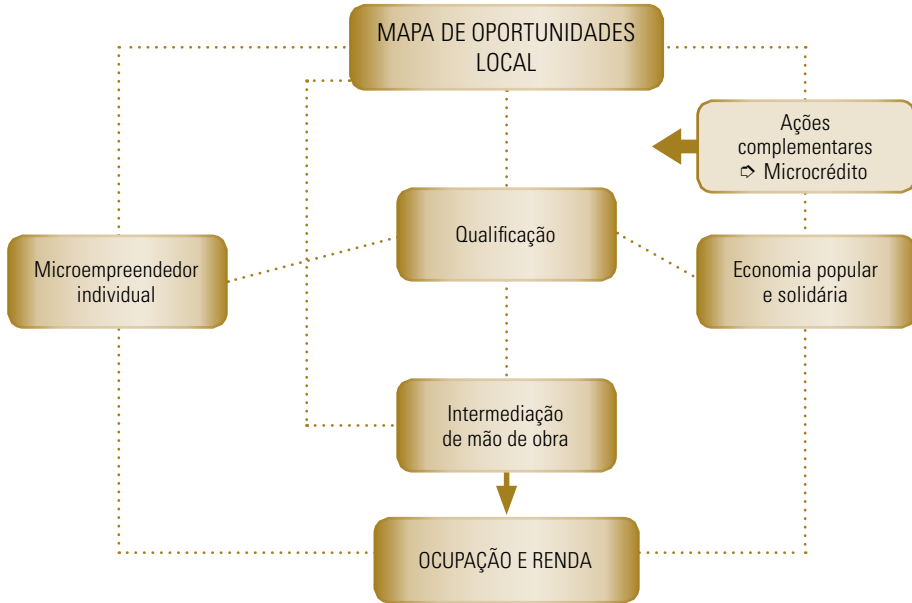 MAPA DE OPORTUNIDADES
LOCAL
Ações
complementares
➩ Microcrédito
Qualificação
Microempreendedor
individual
Economia popular
e solidária
Intermediação
de mão de obra
OCUPAÇÃO E RENDA